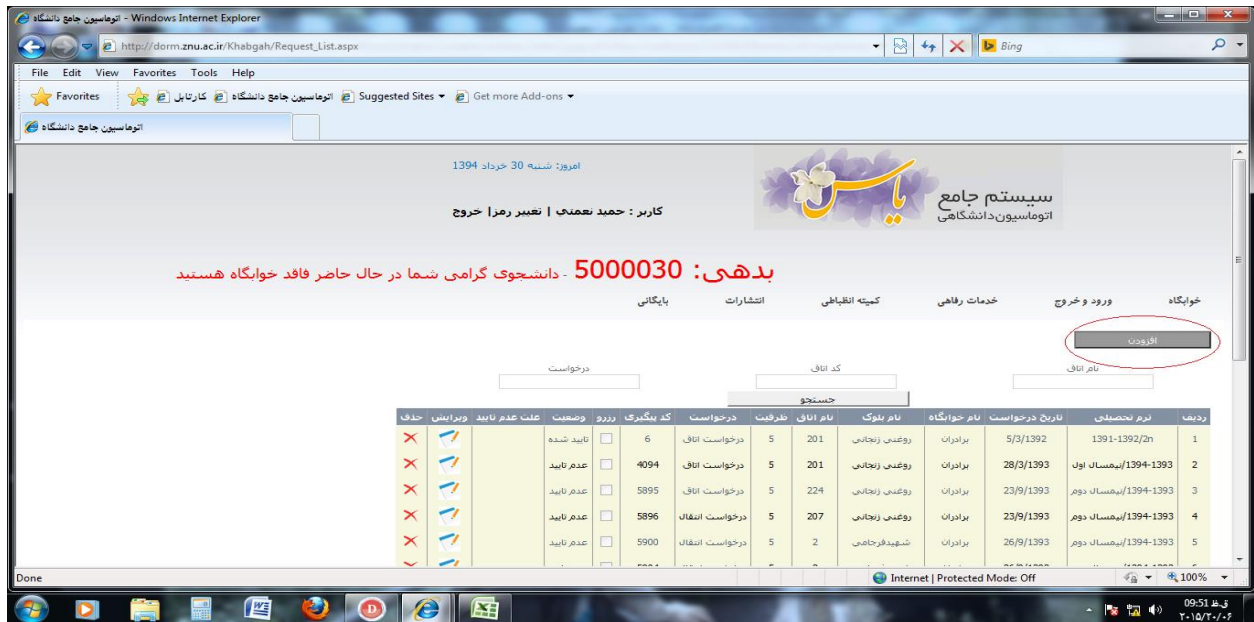 اتوماسیون جامع دانشگاه - Windows Internet Explorer
http://dorm.znu.ac.ir/Khabgah/Request_List.aspx
Bing
File Edit View Favorites Tools Help
Favorites
کارتابل
اتوماسیون جامع دانشگاه
Suggested Sites
Get more Add-ons
اتوماسیون جامع دانشگاه
امروز: شنبه 30 خرداد 1394
یاس
سیستم جامع
اتوماسیون دانشگاهی
کاربر : حمید نعمتی | تغییر رمز| خروج
بدهی: 5000030 - دانشجوی گرامی شما در حال حاضر فاقد خوابگاه هستید
خوابگاه ورود و خروج خدمات رفاهی کمیته انظباطی انتشارات بایگانی
افزودن
نام اتاق کد اتاق درخواست
جستجو
ردیف ترم تحصیلی تاریخ درخواست نام خوابگاه نام بلوک نام اتاق ظرفیت درخواست کد پیگیری رزرو وضعیت علت عدم تایید ویرایش حذف
1 1391-1392/2n 5/3/1392 برادران روغنی زنجانی 201 5 درخواست اتاق 6 تایید شده
2 1394-1393/نیمسال اول 28/3/1393 برادران روغنی زنجانی 201 5 درخواست اتاق 4094 عدم تایید
3 1394-1393/نیمسال دوم 23/9/1393 برادران روغنی زنجانی 224 5 درخواست اتاق 5895 عدم تایید
4 1394-1393/نیمسال دوم 23/9/1393 برادران روغنی زنجانی 207 5 درخواست انتقال 5896 عدم تایید
5 1394-1393/نیمسال دوم 26/9/1393 برادران شهیدفرجامی 2 5 درخواست انتقال 5900 عدم تایید
Done
Internet | Protected Mode: Off
100%
09:51 ق.ظ
۲۰۱۵/۲۰/۰۶